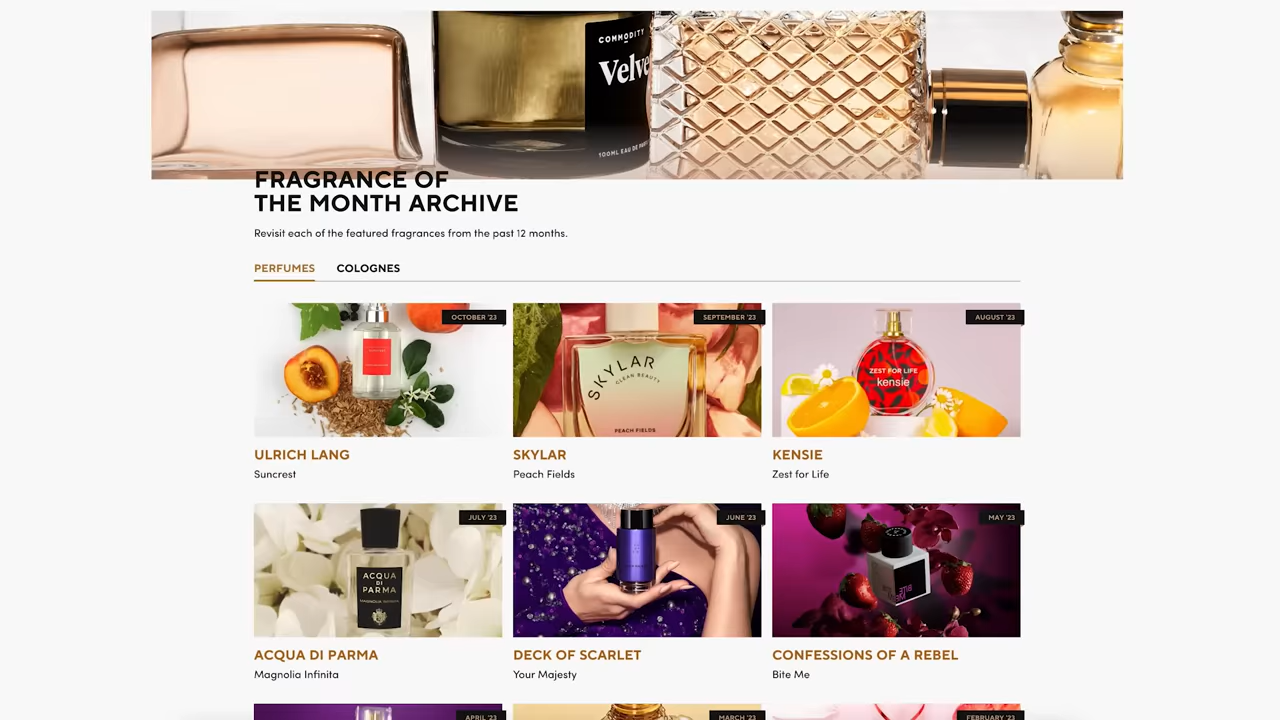 COMMODITY
Velve
100ML EAU DE PARF
FRAGRANCE OF
THE MONTH ARCHIVE
Revisit each of the featured fragrances from the past 12 months.
PERFUMES
COLOGNES
OCTOBER '23
SEPTEMBER '23
AUGUST '23
SKYLAR
CLEAN BEAUTY
PEACH FIELDS
ZEST FOR LIFE
kensie
ULRICH LANG
SKYLAR
KENSIE
Suncrest
Peach Fields
Zest for Life
JULY '23
JUNE '23
MAY '23
ACQUA
DI
PARMA
MAGNOLIA INFINITA
ACQUA DI PARMA
DECK OF SCARLET
CONFESSIONS OF A REBEL
Magnolia Infinita
Your Majesty
Bite Me
APRIL '23
MARCH '23
FEBRUARY '23